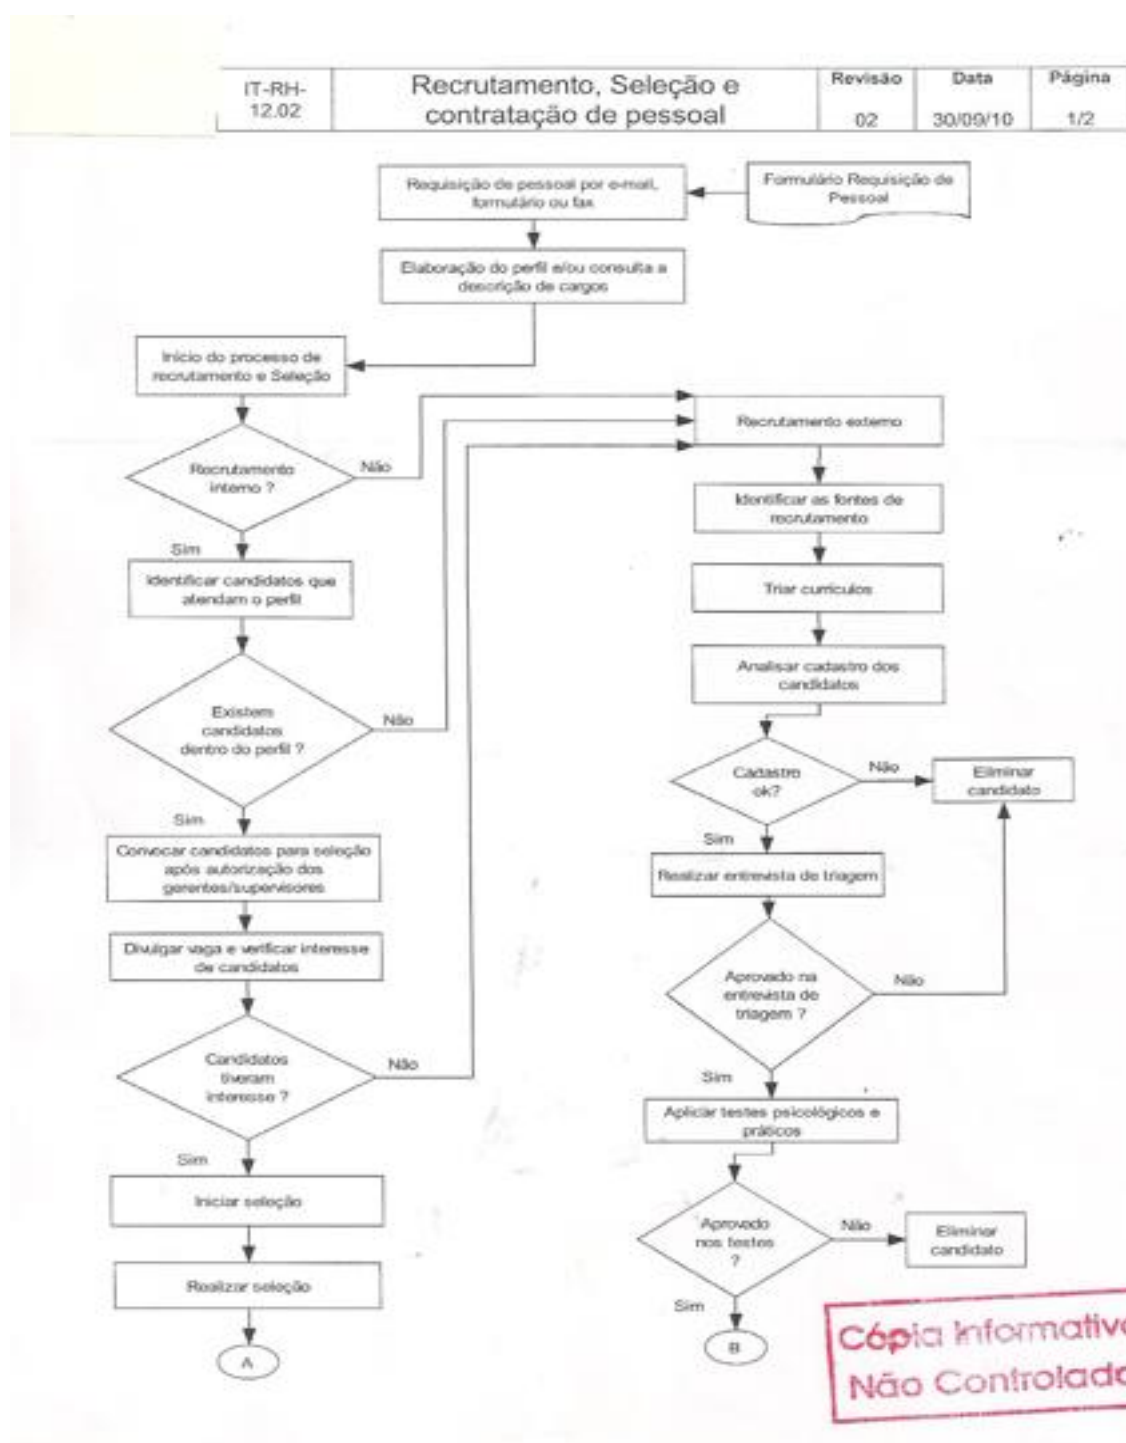 IT-RH-
12.02
Recrutamento, Seleção e
contratação de pessoal
Revisão
02
Data
30/09/10
Página
1/2
Requisição de pessoal por e-mail,
formulário ou fax
Formulário Requisição de
Pessoal
Elaboração do perfil e/ou consulta a
descrição de cargos
Início do processo de
recrutamento e Seleção
Recrutamento
interno ?
Não
Sim
Identificar candidatos que
atendam o perfil
Existem
candidatos
dentro do perfil ?
Não
Sim
Convocar candidatos para seleção
após autorização dos
gerentes/supervisores
Divulgar vaga e verificar interesse
de candidatos
Candidatos
tiveram
interesse ?
Não
Sim
Iniciar seleção
Realizar seleção
A
Recrutamento externo
Identificar as fontes de
recrutamento
Triar currículos
Analisar cadastro dos
candidatos
Cadastro
ok?
Não
Eliminar
candidato
Sim
Realizar entrevista de triagem
Aprovado na
entrevista de
triagem ?
Não
Sim
Aplicar testes psicológicos e
práticos
Aprovado
nos testes
?
Não
Eliminar
candidato
Sim
B
Cópia Informativa
Não Controlada